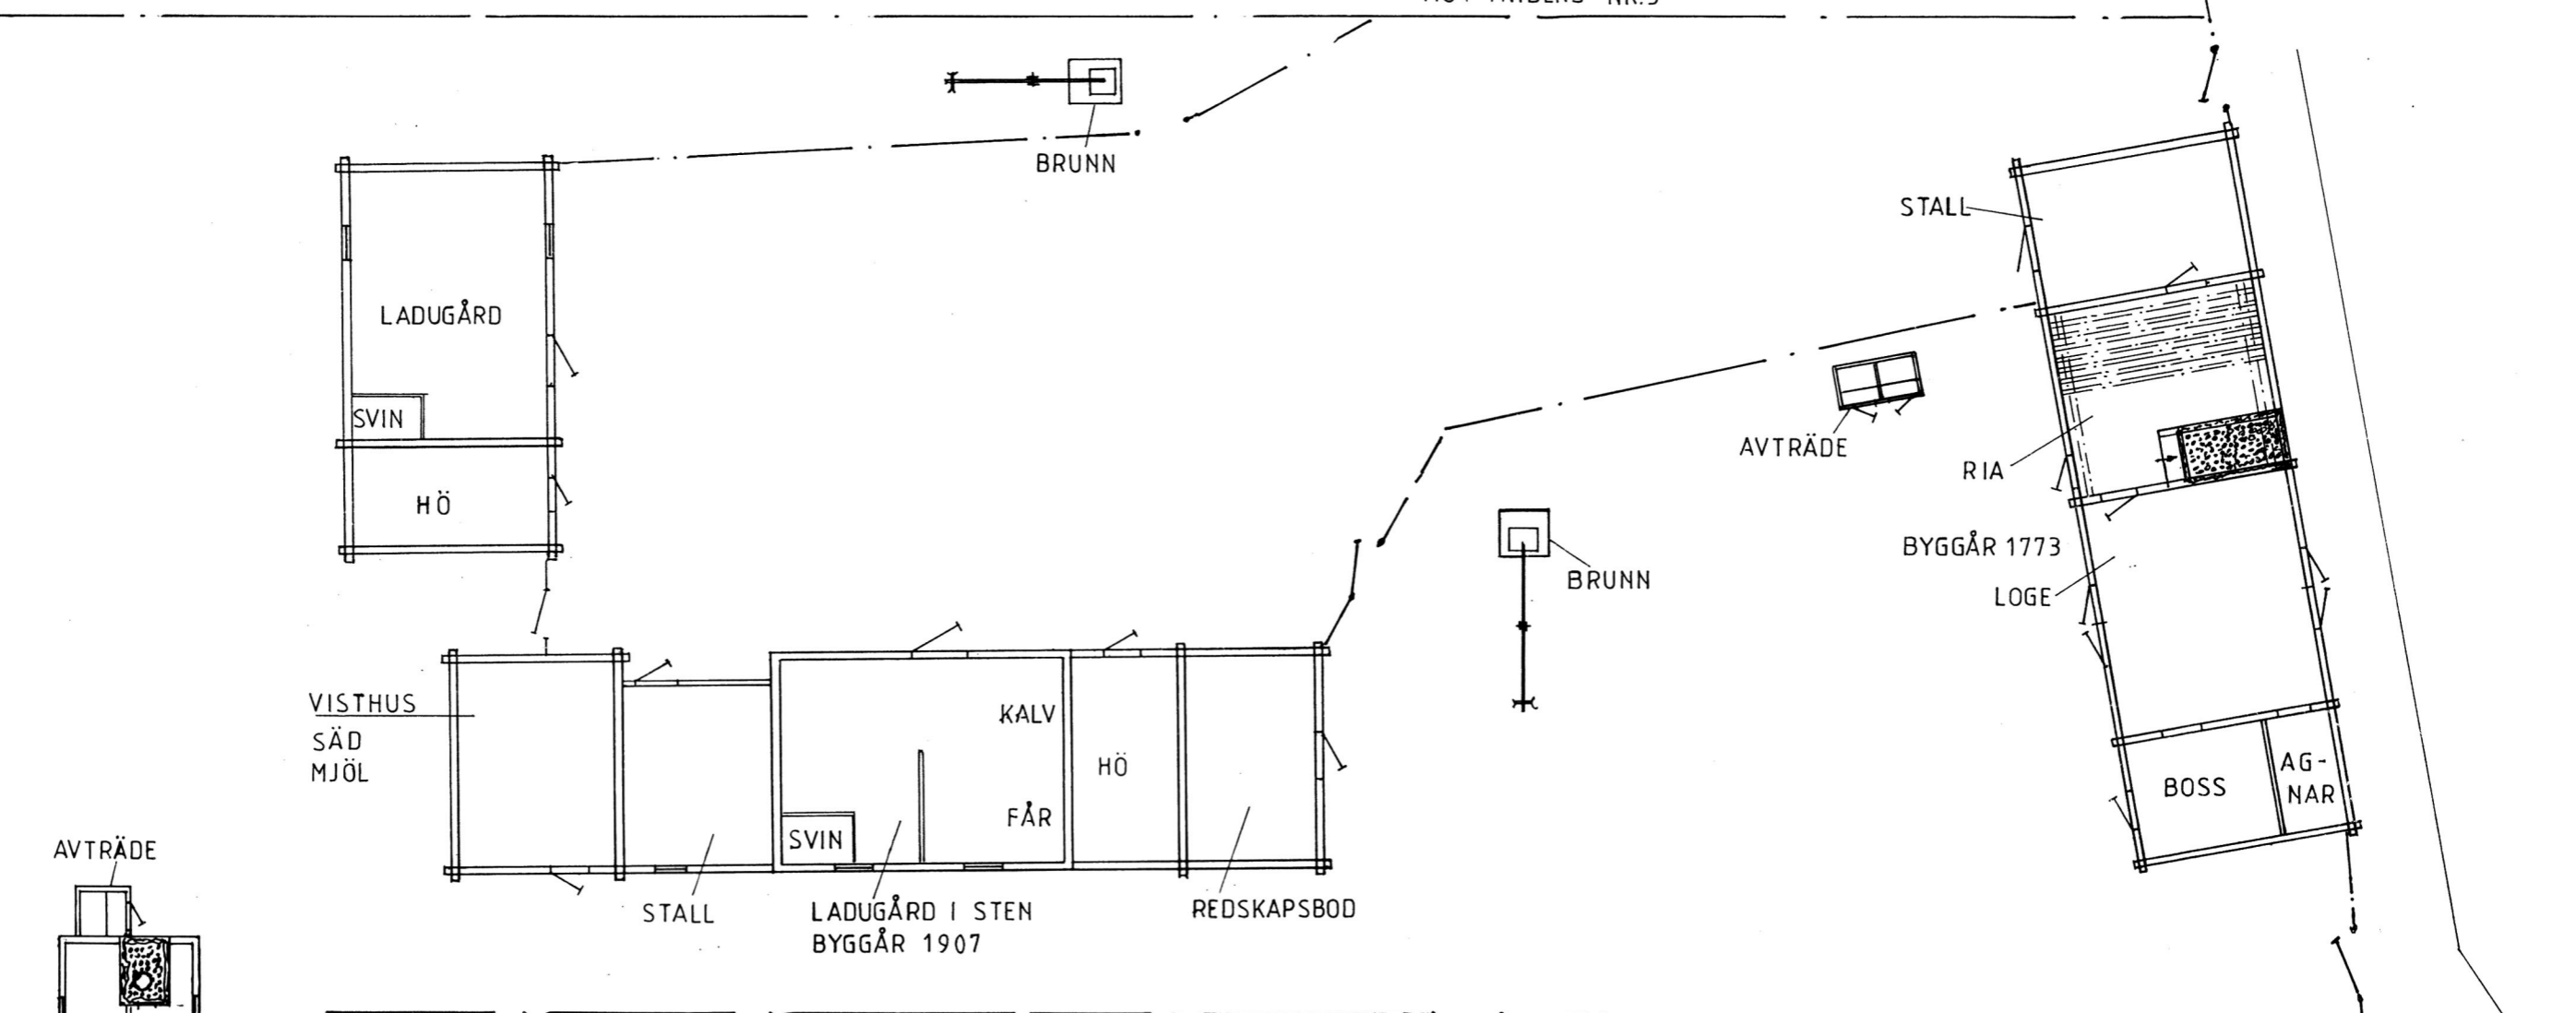 BRUNN
STALL
LADUGÅRD
SVIN
HÖ
AVTRÄDE
RIA
BYGGÅR 1773
LOGE
BRUNN
VISTHUS
SÄD
MJÖL
KALV
HÖ
FÅR
SVIN
BOSS
AG-
NAR
AVTRÄDE
STALL
LADUGÅRD I STEN
BYGGÅR 1907
REDSKAPSBOD